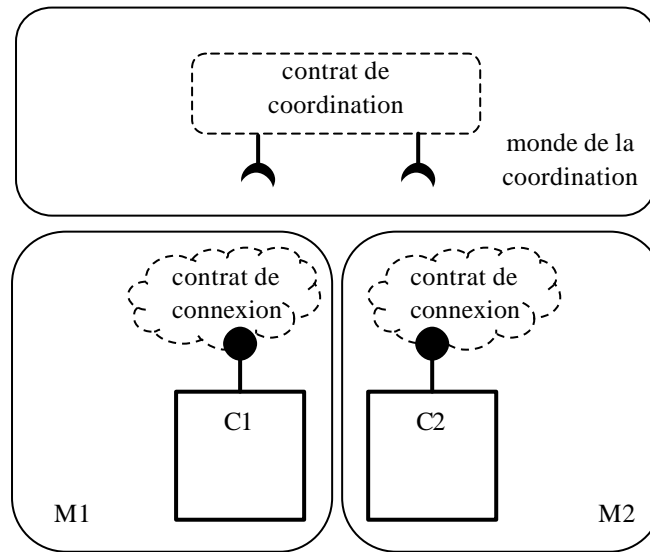 contrat de
coordination
monde de la
coordination
contrat de
connexion
contrat de
connexion
C1
C2
M1
M2